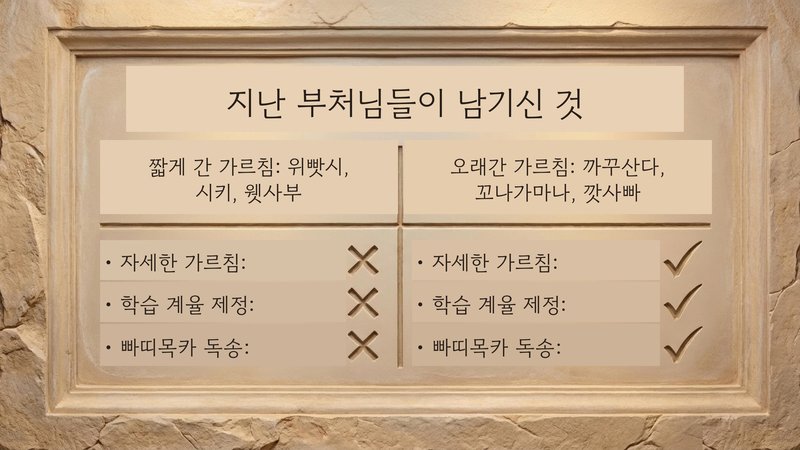 지난 부처님들이 남기신 것
짧게 간 가르침: 위빳시,
시키, 웻사부
• 자세한 가르침:
• 학습 계율 제정:
• 빠띠목카 독송:
오래간 가르침: 까꾸산다,
꼬나가마나, 깟사빠
• 자세한 가르침:
• 학습 계율 제정:
• 빠띠목카 독송: